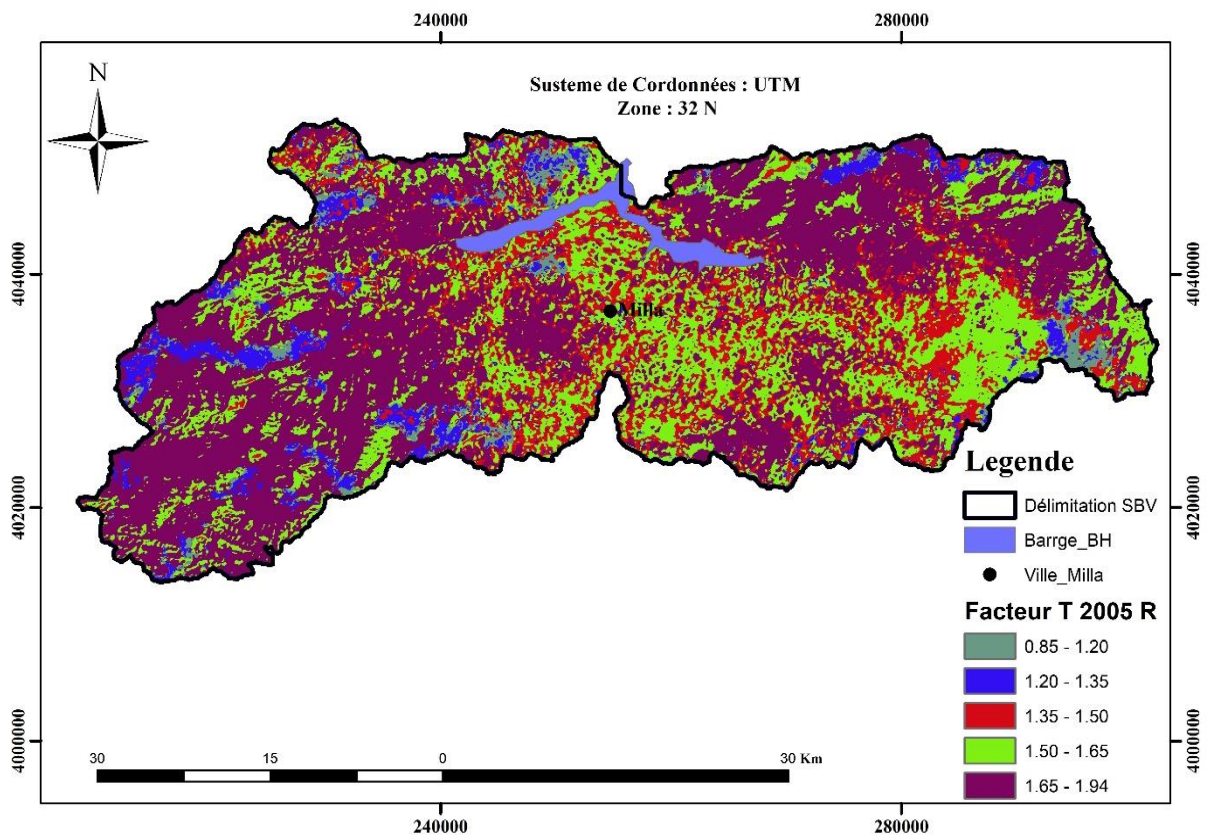 240000
280000
N
Susteme de Cordonnées : UTM
Zone : 32 N
4040000
4040000
Milla
Legende
Délimitation SBV
4020000
4020000
Barrge_BH
Ville_Milla
Facteur T 2005 R
0.85 - 1.20
1.20 - 1.35
1.35 - 1.50
1.50 - 1.65
1.65 - 1.94
4000000
4000000
30 15 0 30 Km
240000
280000